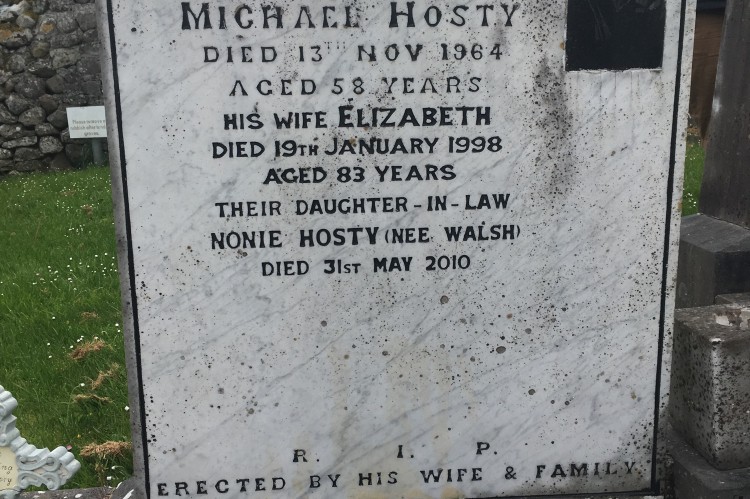 MICHAEL HOSTY
DIED 13TH NOV 1964
AGED 58 YEARS
HIS WIFE ELIZABETH
DIED 19TH JANUARY 1998
AGED 83 YEARS
THEIR DAUGHTER-IN-LAW
NONIE HOSTY (NEE WALSH)
DIED 31ST MAY 2010
R. I. P.
ERECTED BY HIS WIFE & FAMILY